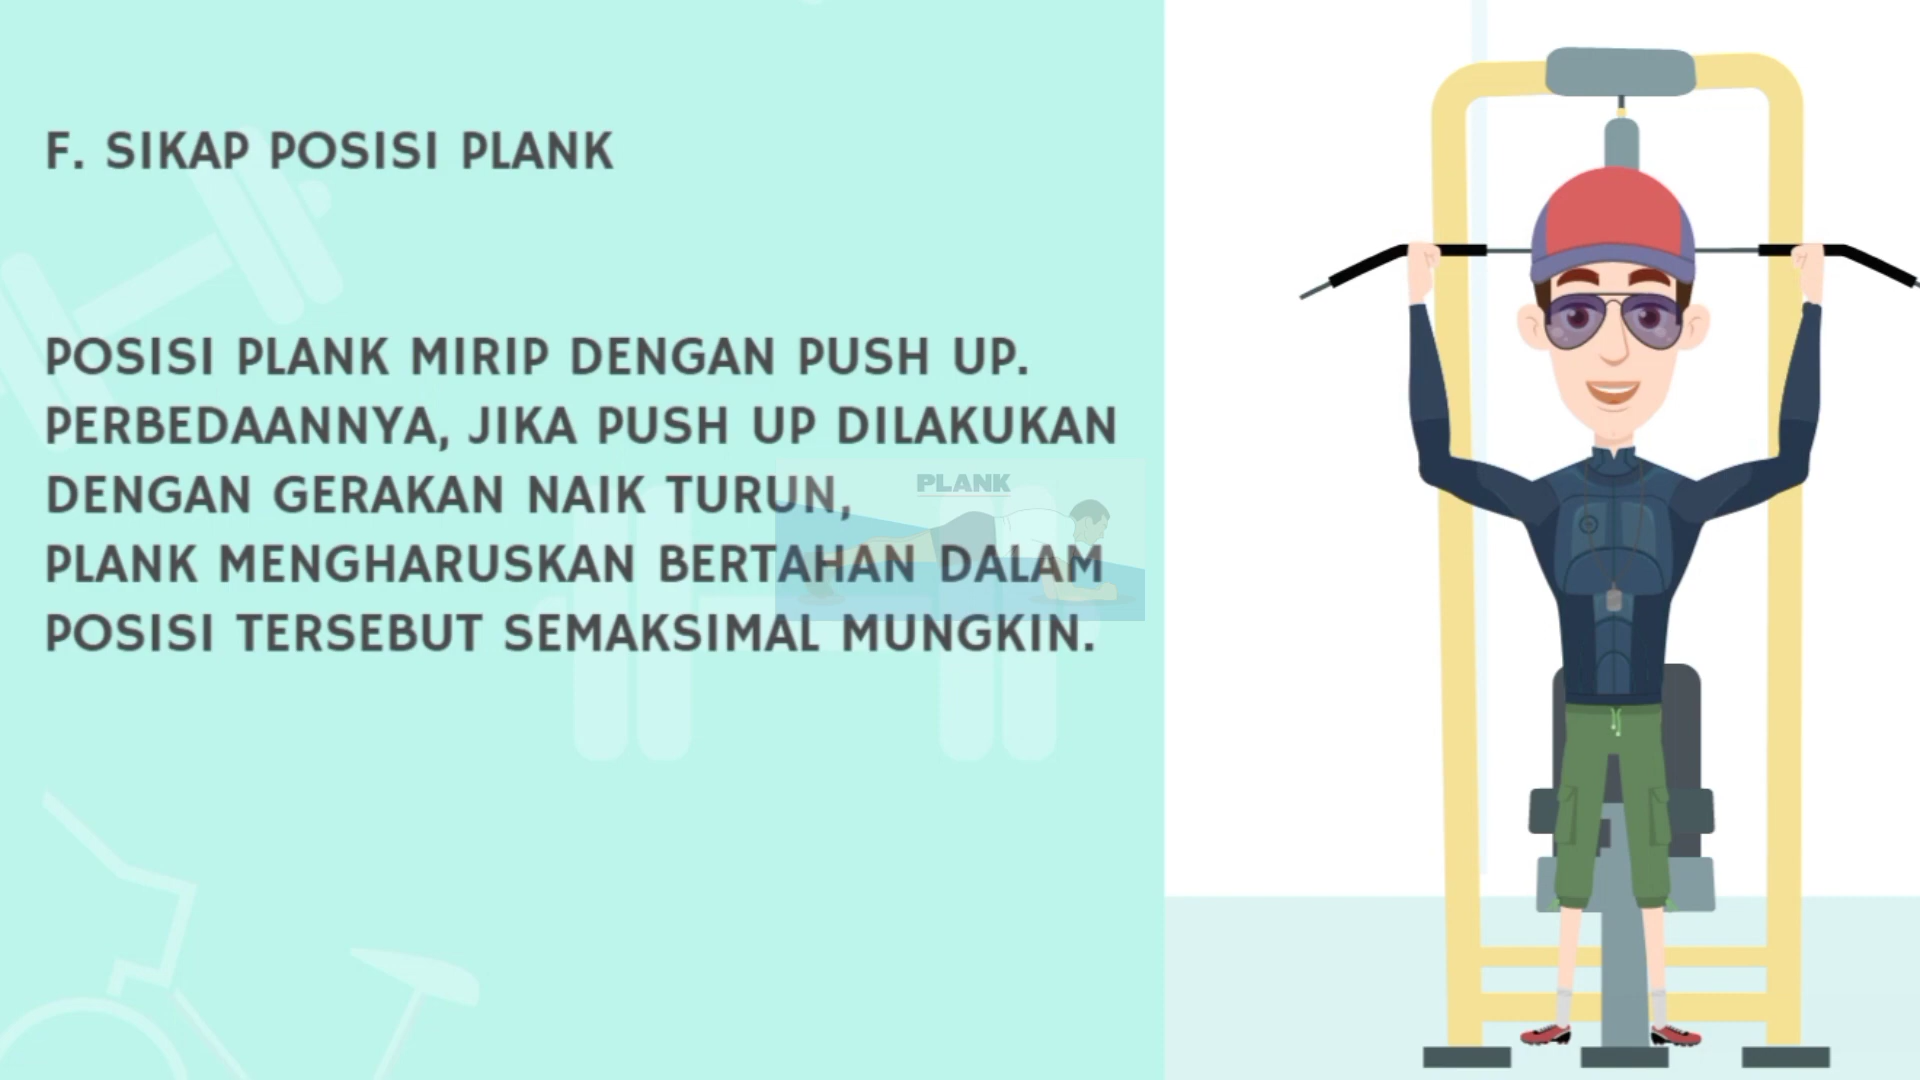 F. SIKAP POSISI PLANK
POSISI PLANK MIRIP DENGAN PUSH UP.
PERBEDAANNYA, JIKA PUSH UP DILAKUKAN
DENGAN GERAKAN NAIK TURUN,
PLANK MENGHARUSKAN BERTAHAN DALAM
POSISI TERSEBUT SEMAKSIMAL MUNGKIN.
PLANK